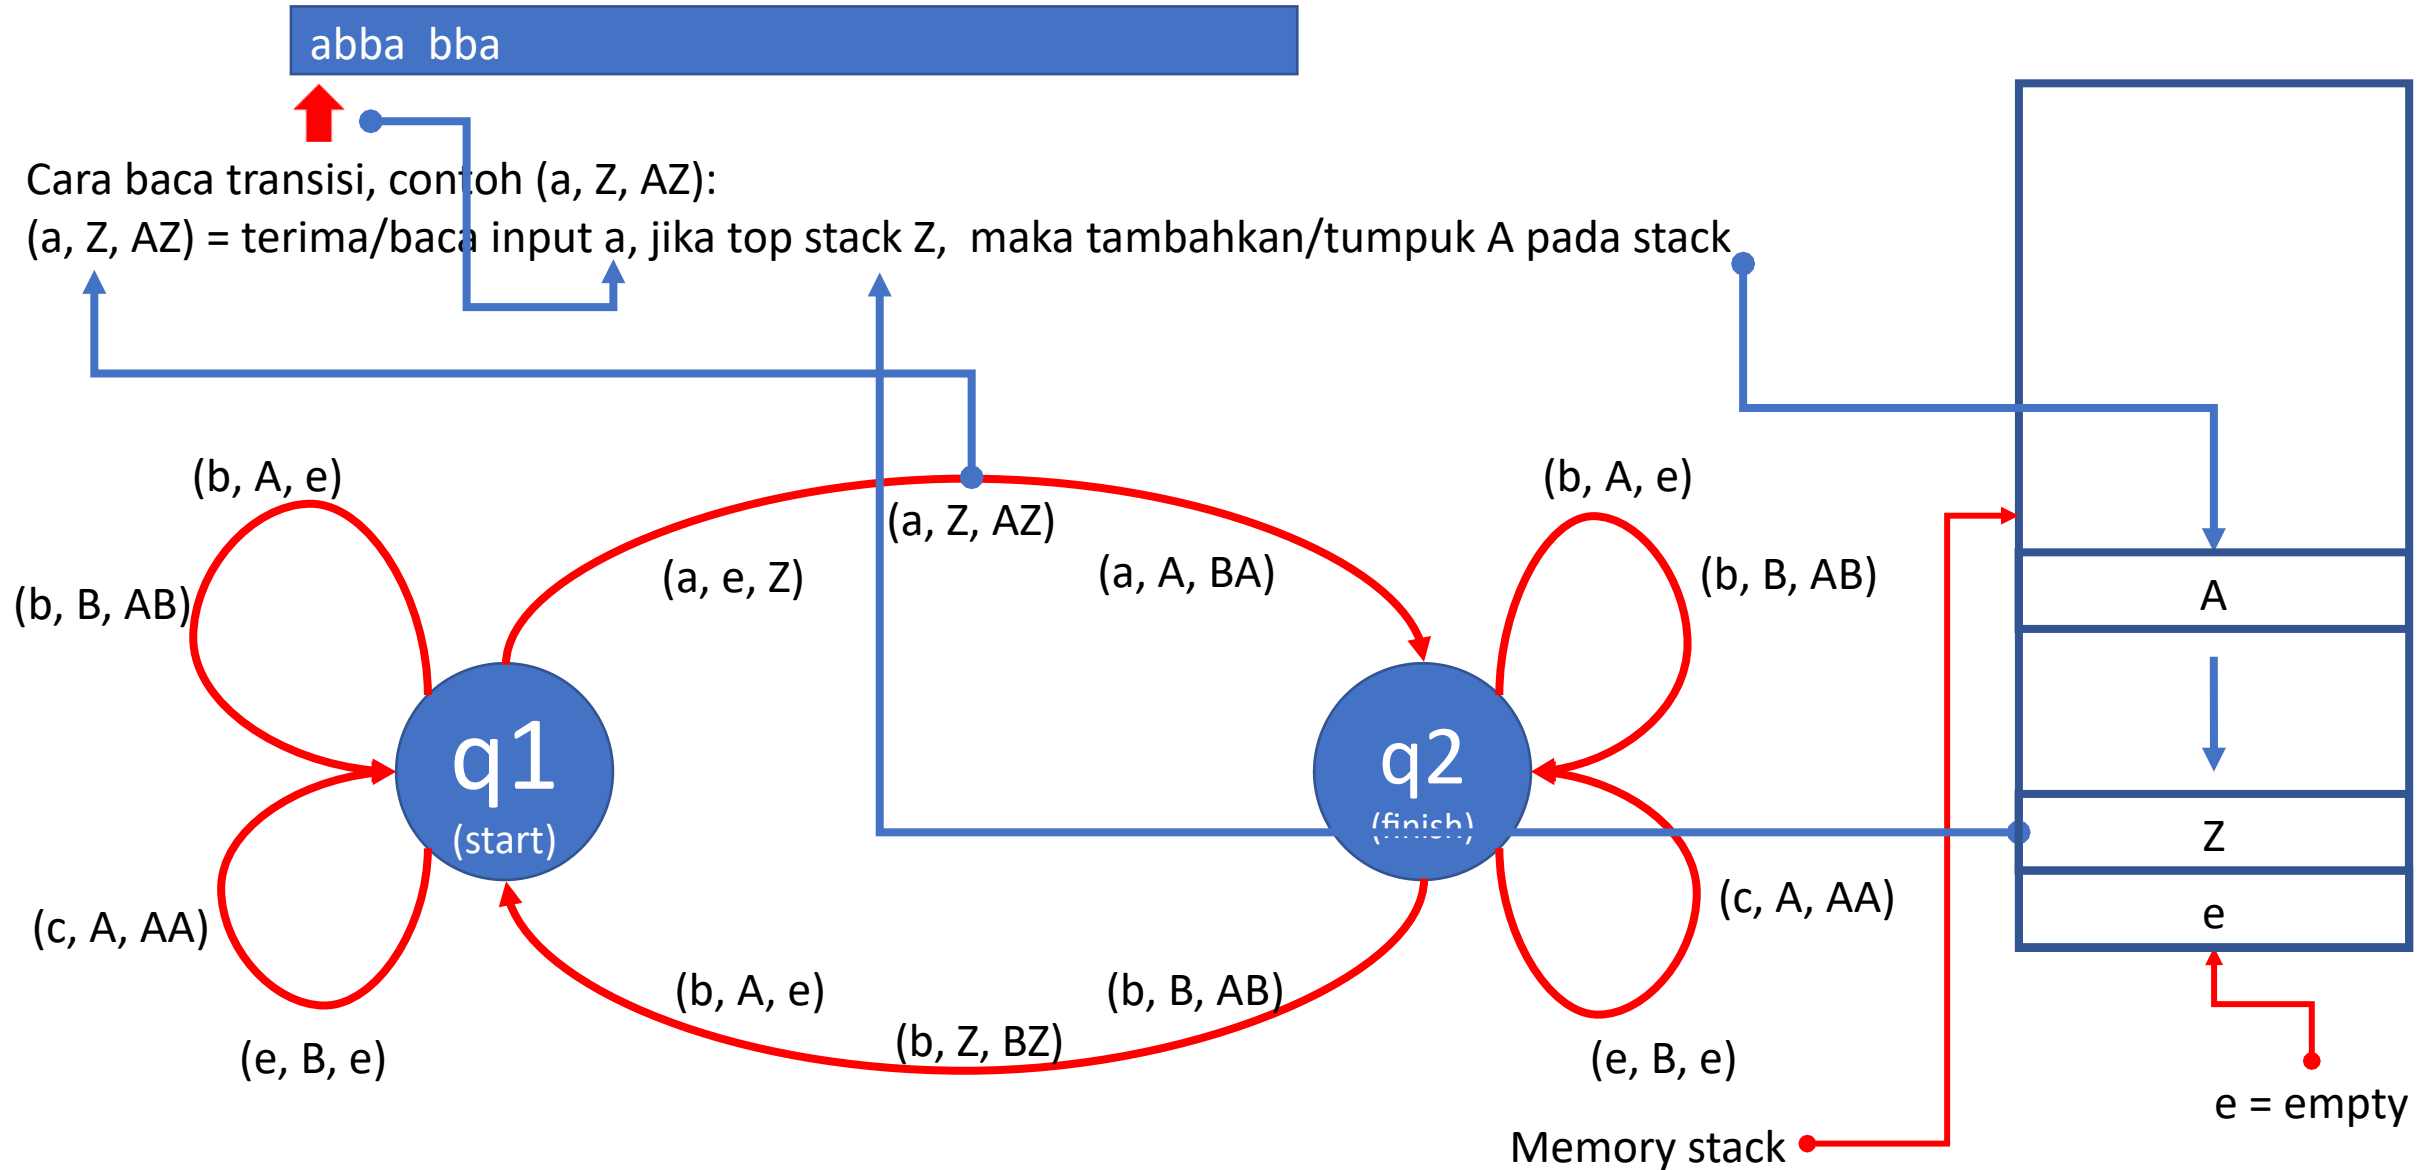 abba  bba
Cara baca transisi, contoh (a, Z, AZ):
(a, Z, AZ) = terima/baca input a, jika top stack Z,  maka tambahkan/tumpuk A pada stack
(b, A, e)
(b, B, AB)
(a, e, Z)
(a, Z, AZ)
(a, A, BA)
(b, A, e)
(b, B, AB)
A
q1
(start)
q2
(finish)
Z
e
(c, A, AA)
(e, B, e)
(b, A, e)
(b, Z, BZ)
(b, B, AB)
(c, A, AA)
(e, B, e)
e = empty
Memory stack